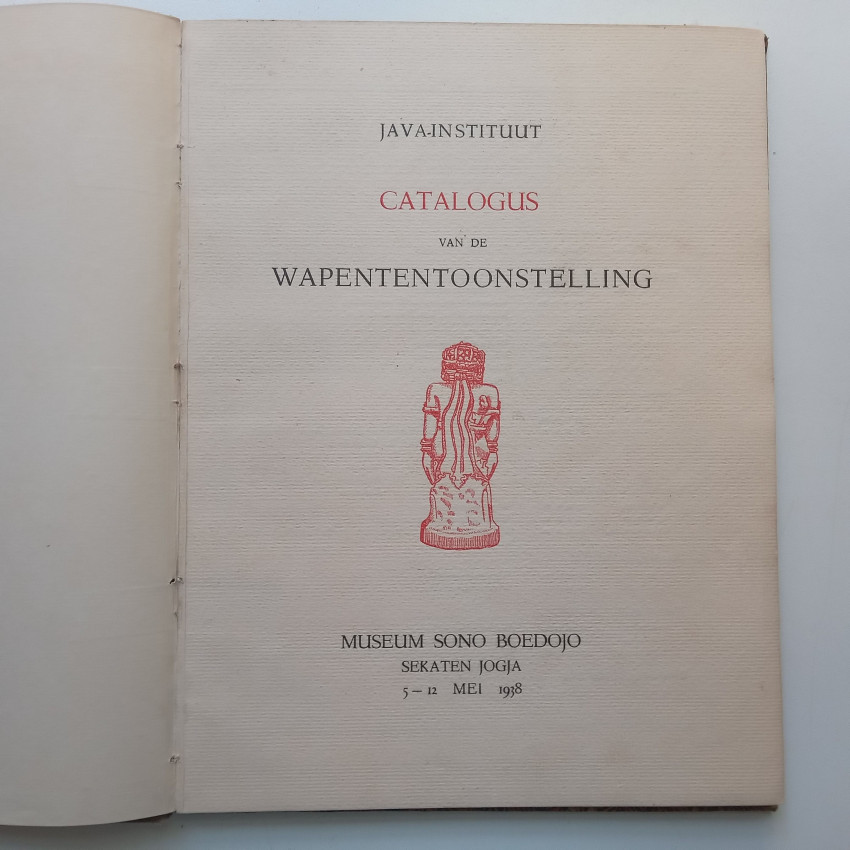 JAVA-INSTITUUT
CATALOGUS
VAN DE
WAPENTENTOONSTELLING
MUSEUM SONO BOEDOJO
SEKATEN JOGJA
5 – 12 MEI 1938